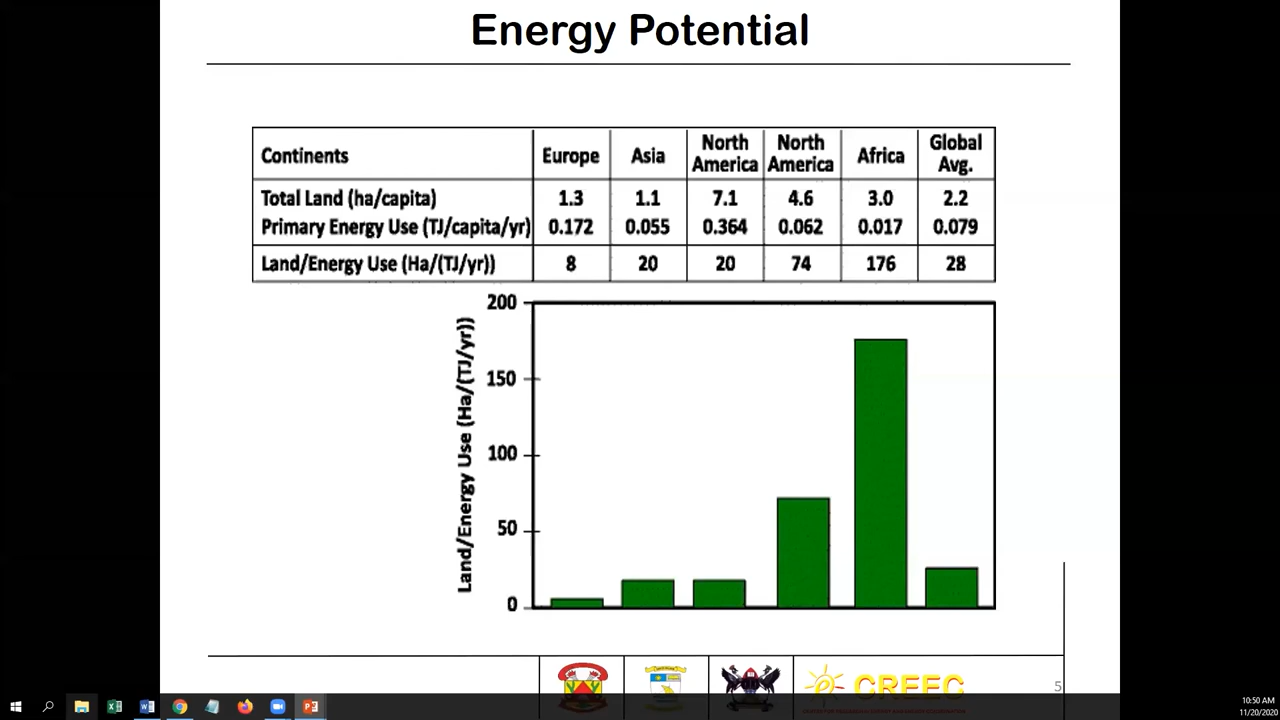 Energy Potential
Continents Europe Asia North America North America Africa Global Avg.
Total Land (ha/capita) 1.3 1.1 7.1 4.6 3.0 2.2
Primary Energy Use (TJ/capita/yr) 0.172 0.055 0.364 0.062 0.017 0.079
Land/Energy Use (Ha/(TJ/yr)) 8 20 20 74 176 28
Land/Energy Use (Ha/(TJ/yr))
200
150
100
50
0
CREEC
5
10:50 AM
11/20/2020